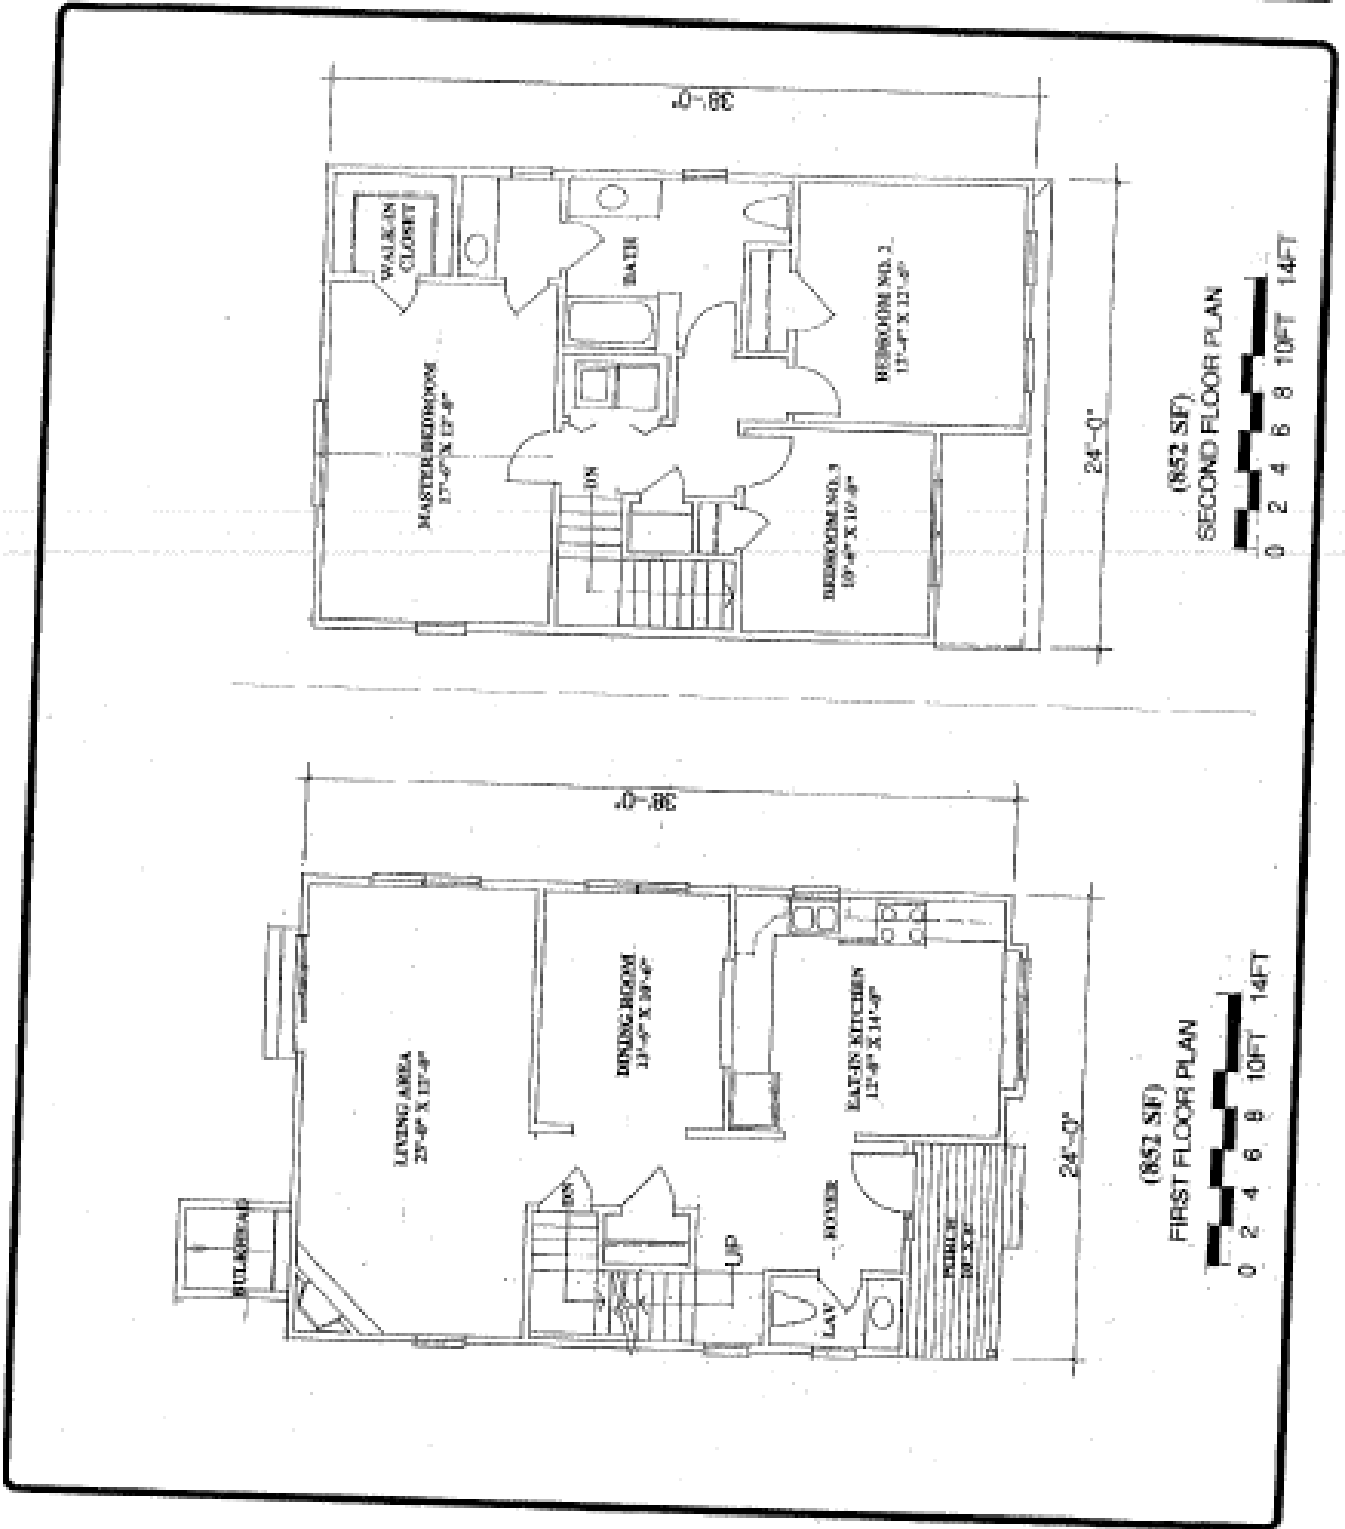 BULKHEAD
LIVING AREA
DINING ROOM
EAT-IN KITCHEN
DN
UP
FOYER
LAV
PORCH
38'-0"
24'-0"
(852 SF)
FIRST FLOOR PLAN
0 2 4 6 8 10FT 14FT
WALK-IN
CLOSET
MASTER BEDROOM
BATH
DN
BEDROOM NO. 2
BEDROOM NO. 3
38'-0"
24'-0"
(852 SF)
SECOND FLOOR PLAN
0 2 4 6 8 10FT 14FT